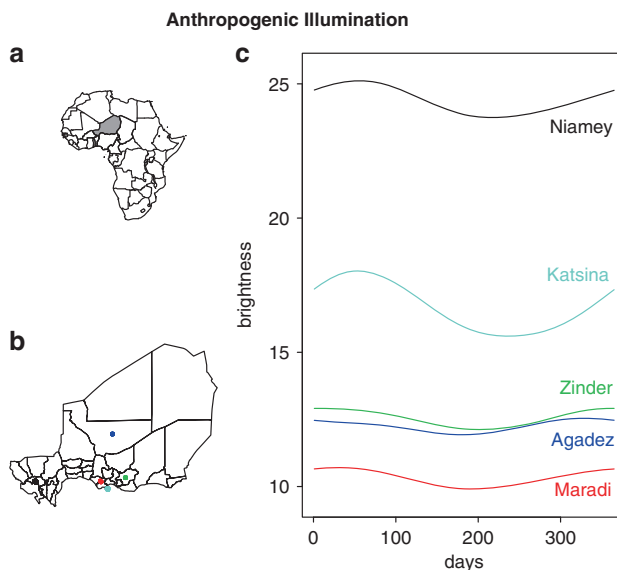 Anthropogenic Illumination
a
b
c
brightness
25
20
15
10
Niamey
Katsina
Zinder
Agadez
Maradi
0 100 200 300
days